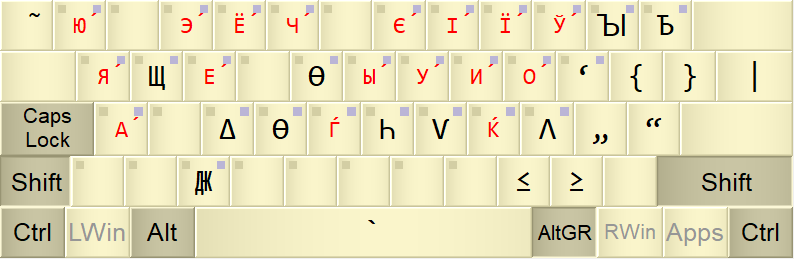 ˜ Ю´ Э´ Ё´ Ч´ Є´ І´ Ї´ Ў´ Ꙑ Ѣ
Я´ Щ Е´ Ѳ Ы´ У´ И´ О´ ‘ { } |
Caps Lock А´ Δ Ѳ Ѓ Һ Ѵ Ќ Λ „ “
Shift Ԫ ≤ ≥ Shift
Ctrl LWin Alt ` AltGR RWin Apps Ctrl